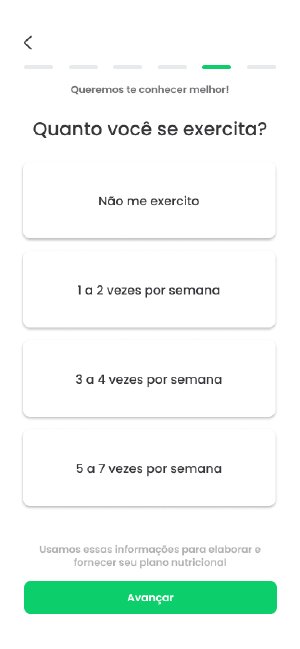 Queremos te conhecer melhor!
Quanto você se exercita?
Não me exercito
1 a 2 vezes por semana
3 a 4 vezes por semana
5 a 7 vezes por semana
Usamos essas informações para elaborar e
fornecer seu plano nutricional
Avançar